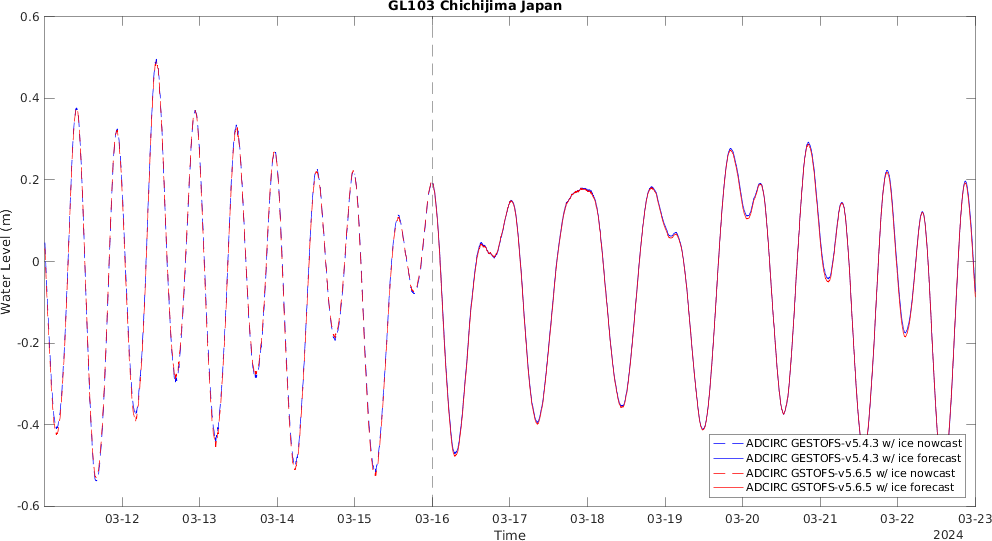 GL103 Chichijima Japan
0.6
0.4
0.2
0
-0.2
-0.4
-0.6
Water Level (m)
03-12 03-13 03-14 03-15 03-16 03-17 03-18 03-19 03-20 03-21 03-22 03-23
Time
2024
ADCIRC GESTOFS-v5.4.3 w/ ice nowcast
ADCIRC GESTOFS-v5.4.3 w/ ice forecast
ADCIRC GSTOFS-v5.6.5 w/ ice nowcast
ADCIRC GSTOFS-v5.6.5 w/ ice forecast